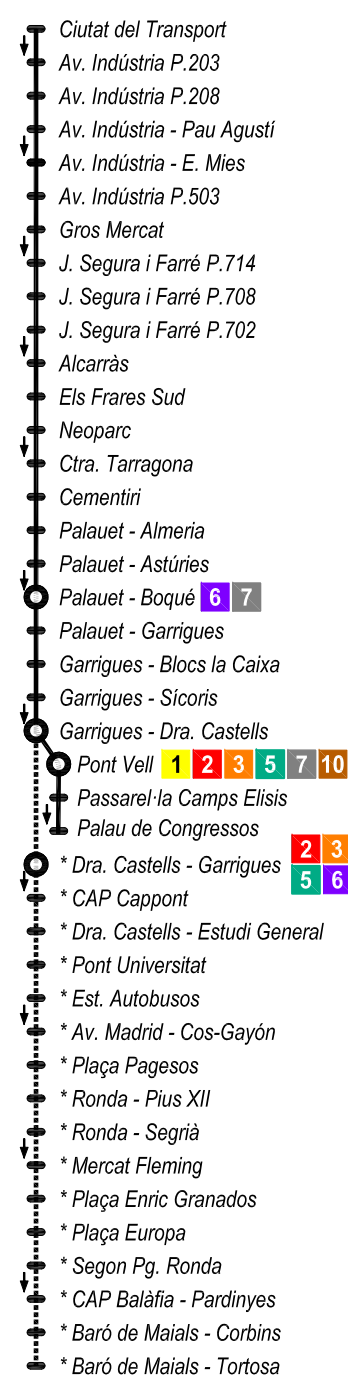 Ciutat del Transport
Av. Indústria P.203
Av. Indústria P.208
Av. Indústria - Pau Agustí
Av. Indústria - E. Mies
Av. Indústria P.503
Gros Mercat
J. Segura i Farré P.714
J. Segura i Farré P.708
J. Segura i Farré P.702
Alcarràs
Els Frares Sud
Neoparc
Ctra. Tarragona
Cementiri
Palauet - Almeria
Palauet - Astúries
Palauet - Boqué 6 7
Palauet - Garrigues
Garrigues - Blocs la Caixa
Garrigues - Sícoris
Garrigues - Dra. Castells
Pont Vell 1 2 3 5 7 10
Passarel·la Camps Elisis
Palau de Congressos
* Dra. Castells - Garrigues 2 3
5 6
* CAP Cappont
* Dra. Castells - Estudi General
* Pont Universitat
* Est. Autobusos
* Av. Madrid - Cos-Gayón
* Plaça Pagesos
* Ronda - Pius XII
* Ronda - Segrià
* Mercat Fleming
* Plaça Enric Granados
* Plaça Europa
* Segon Pg. Ronda
* CAP Balàfia - Pardinyes
* Baró de Maials - Corbins
* Baró de Maials - Tortosa